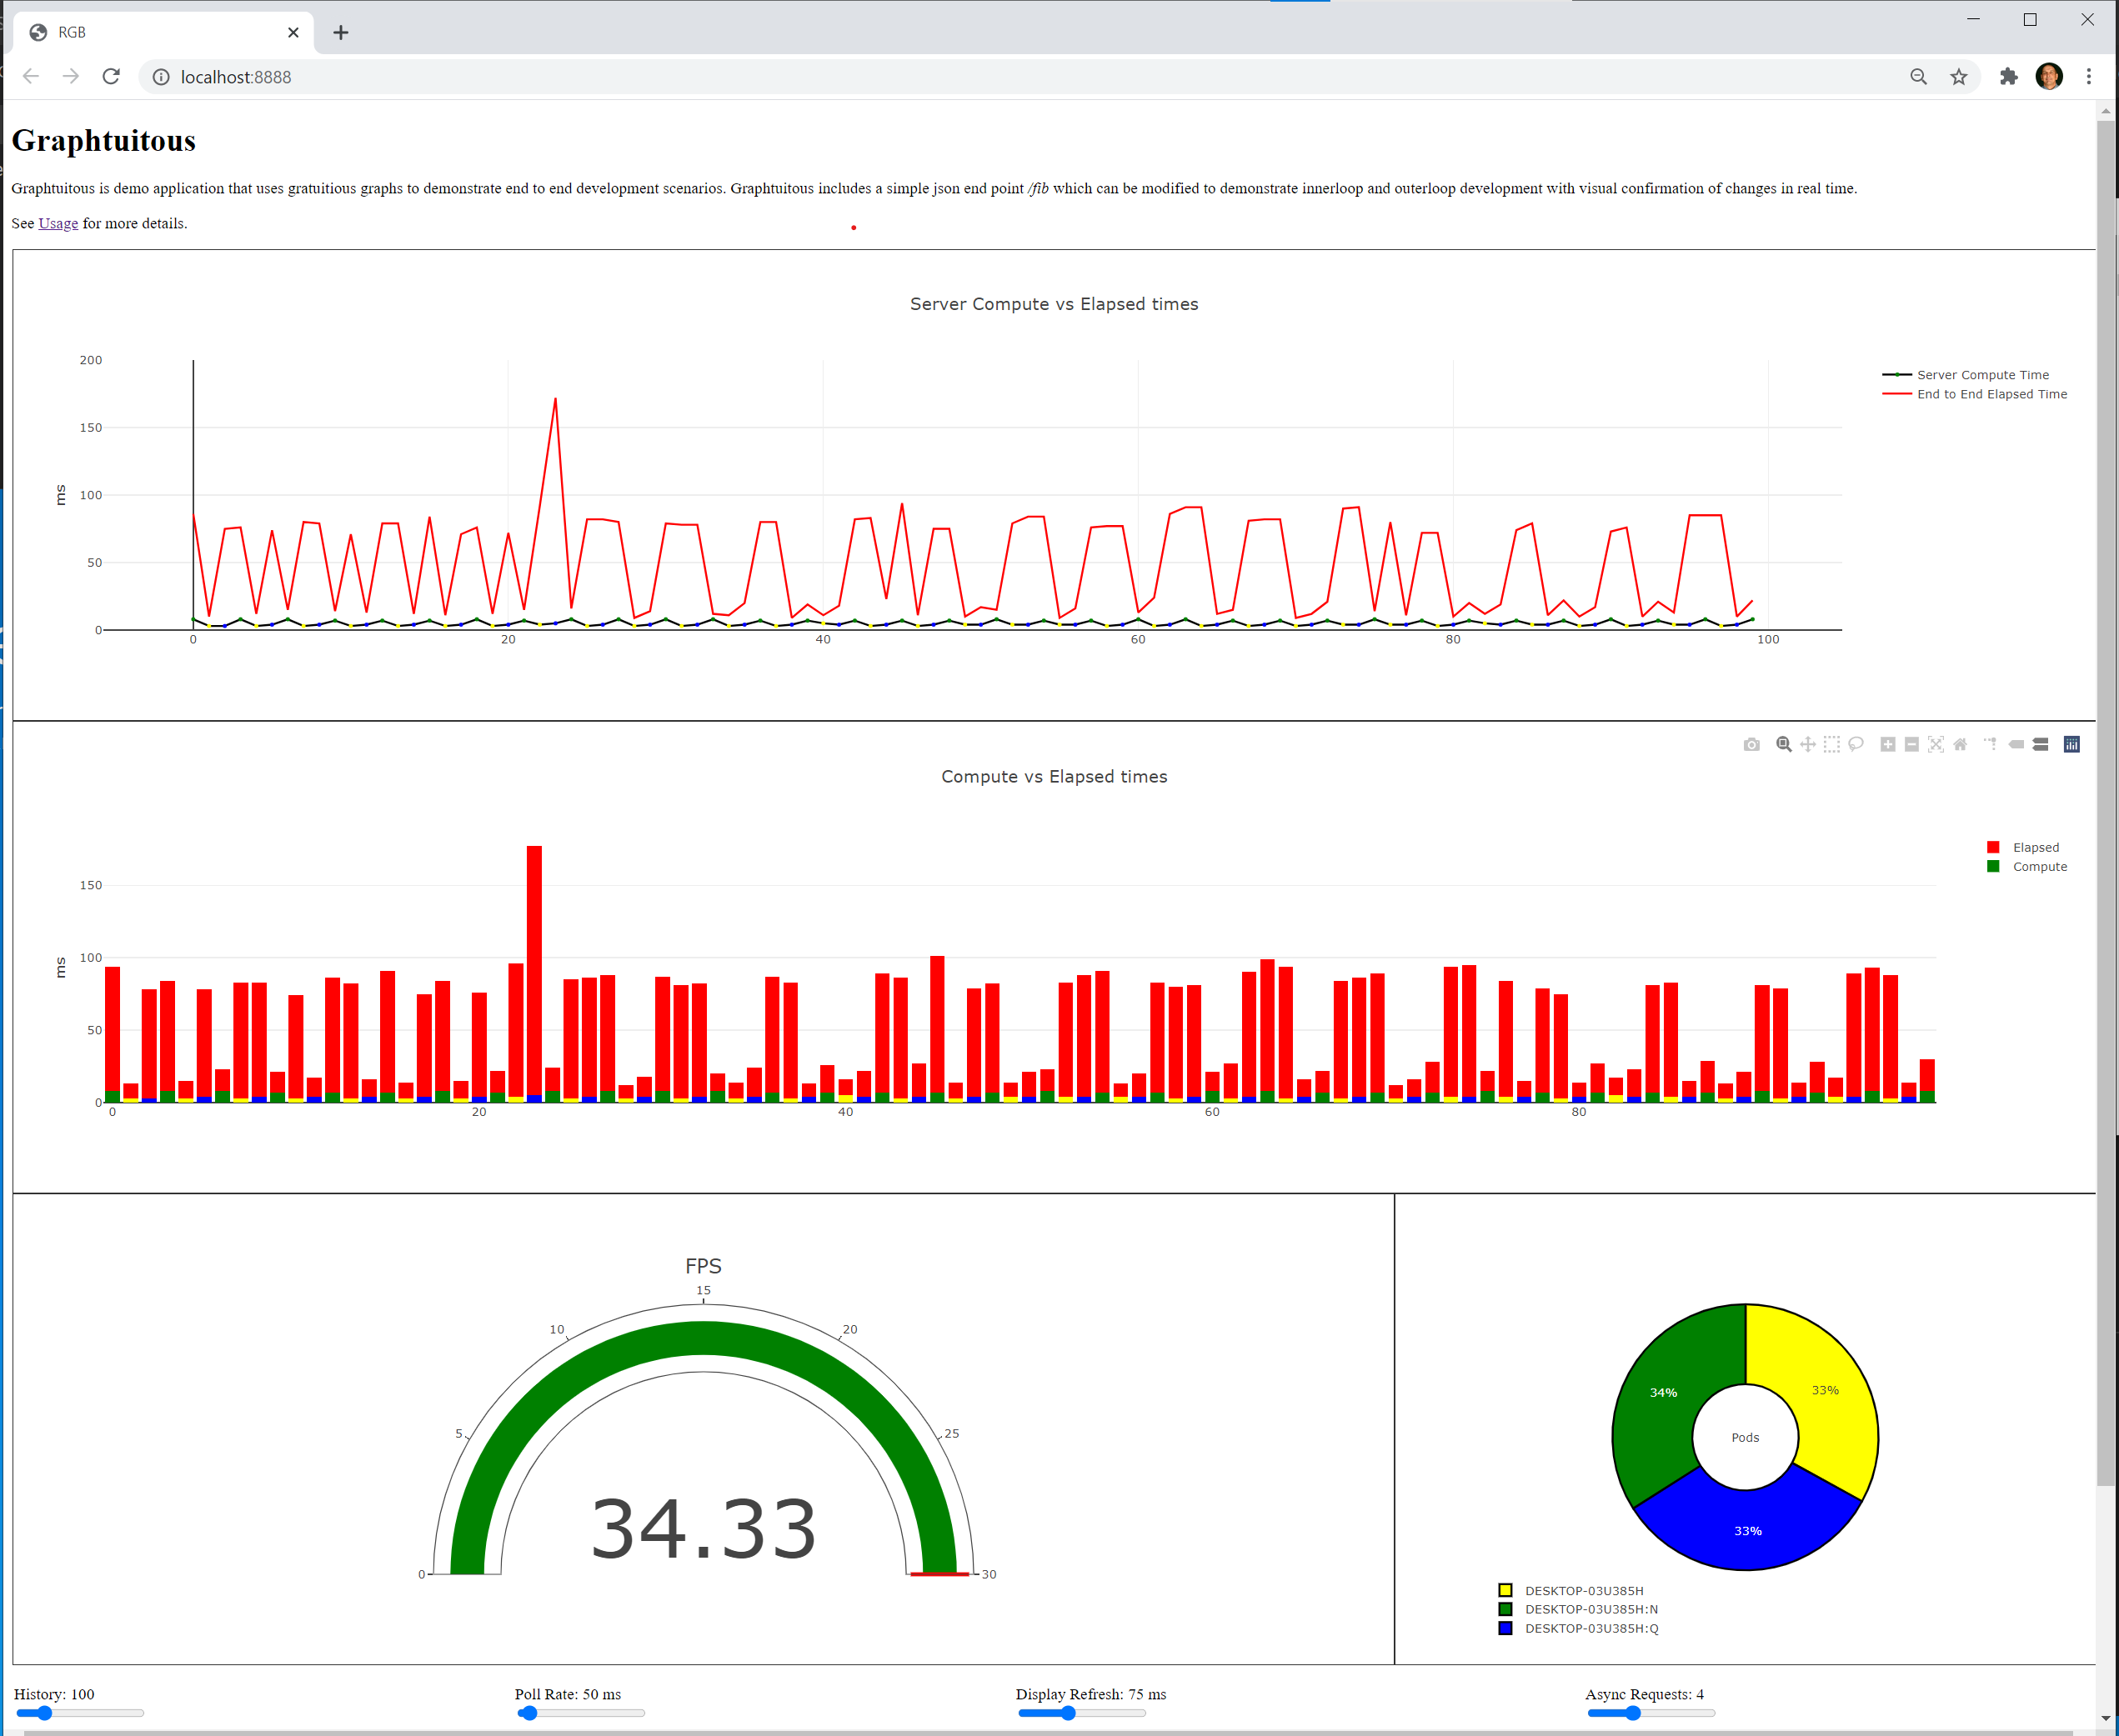 RGB
localhost:8888
Graphtuitous
Graphtuitous is demo application that uses gratuitious graphs to demonstrate end to end development scenarios. Graphtuitous includes a simple json end point /fib which can be modified to demonstrate innerloop and outerloop development with visual confirmation of changes in real time.
See Usage for more details.
Server Compute vs Elapsed times
200
150
100
50
0
ms
0 20 40 60 80 100
Server Compute Time
End to End Elapsed Time
Compute vs Elapsed times
150
100
50
0
ms
0 20 40 60 80
Elapsed
Compute
FPS
0 5 10 15 20 25 30
34.33
34%
33%
33%
Pods
DESKTOP-03U385H
DESKTOP-03U385H:N
DESKTOP-03U385H:Q
History: 100
Poll Rate: 50 ms
Display Refresh: 75 ms
Async Requests: 4